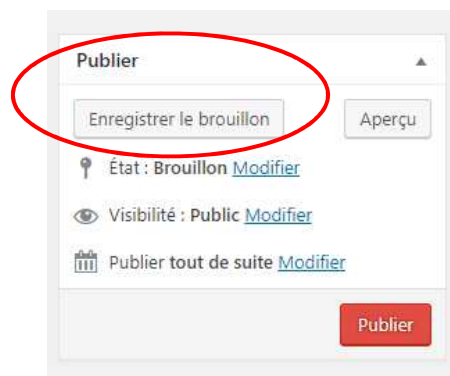 Publier
Enregistrer le brouillon Aperçu
État : Brouillon Modifier
Visibilité : Public Modifier
Publier tout de suite Modifier
Publier